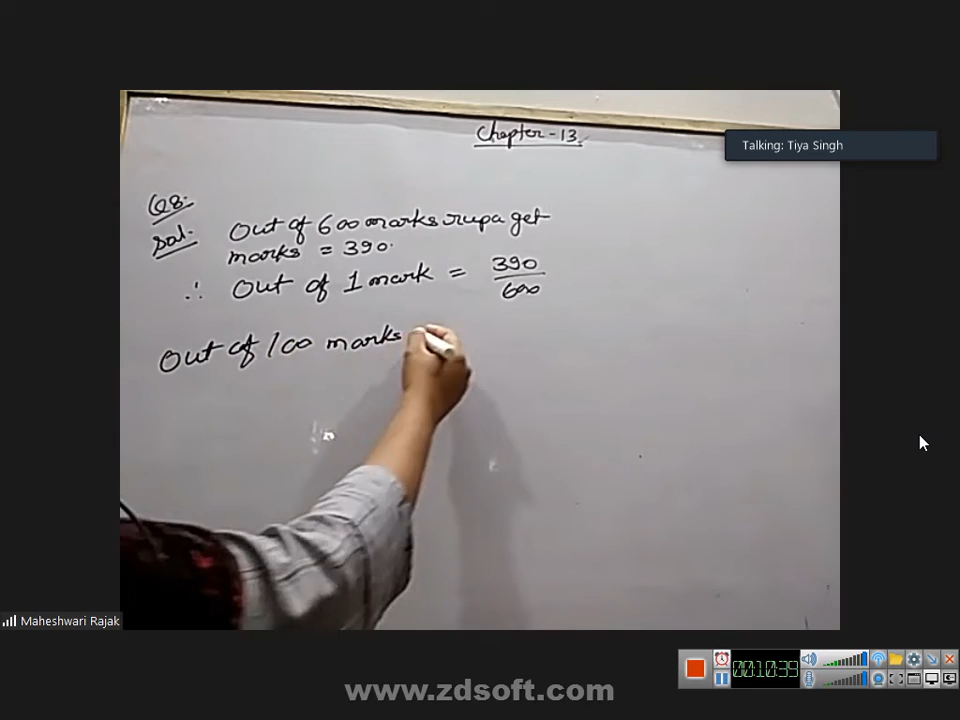 Chapter-13.
Talking: Tiya Singh
Q8:
Sol.
Out of 600 marks rupa get
marks = 390.
∴ Out of 1 mark = 390/600
Out of 100 marks
Maheshwari Rajak
00:10:39
www.zdsoft.com